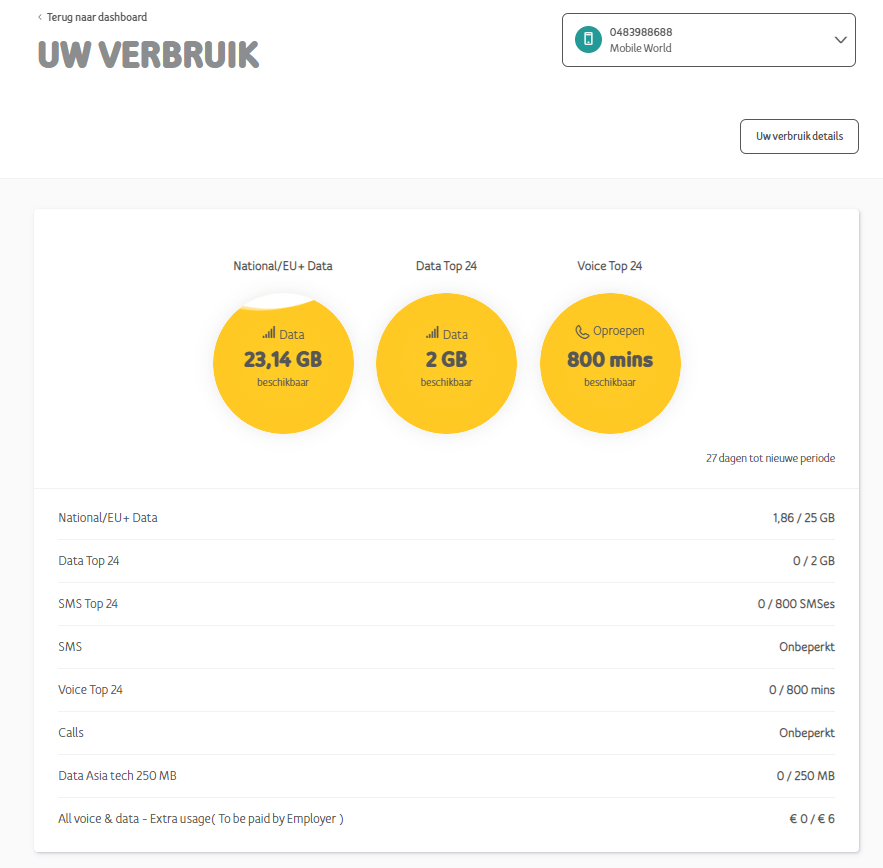 ‹ Terug naar dashboard
UW VERBRUIK
0483988688
Mobile World
Uw verbruik details
National/EU+ Data
Data Top 24
Voice Top 24
Data
Data
Oproepen
23,14 GB
2 GB
800 mins
beschikbaar
beschikbaar
beschikbaar
27 dagen tot nieuwe periode
National/EU+ Data 1,86 / 25 GB
Data Top 24 0 / 2 GB
SMS Top 24 0 / 800 SMSes
SMS Onbeperkt
Voice Top 24 0 / 800 mins
Calls Onbeperkt
Data Asia tech 250 MB 0 / 250 MB
All voice & data - Extra usage( To be paid by Employer ) € 0 / € 6